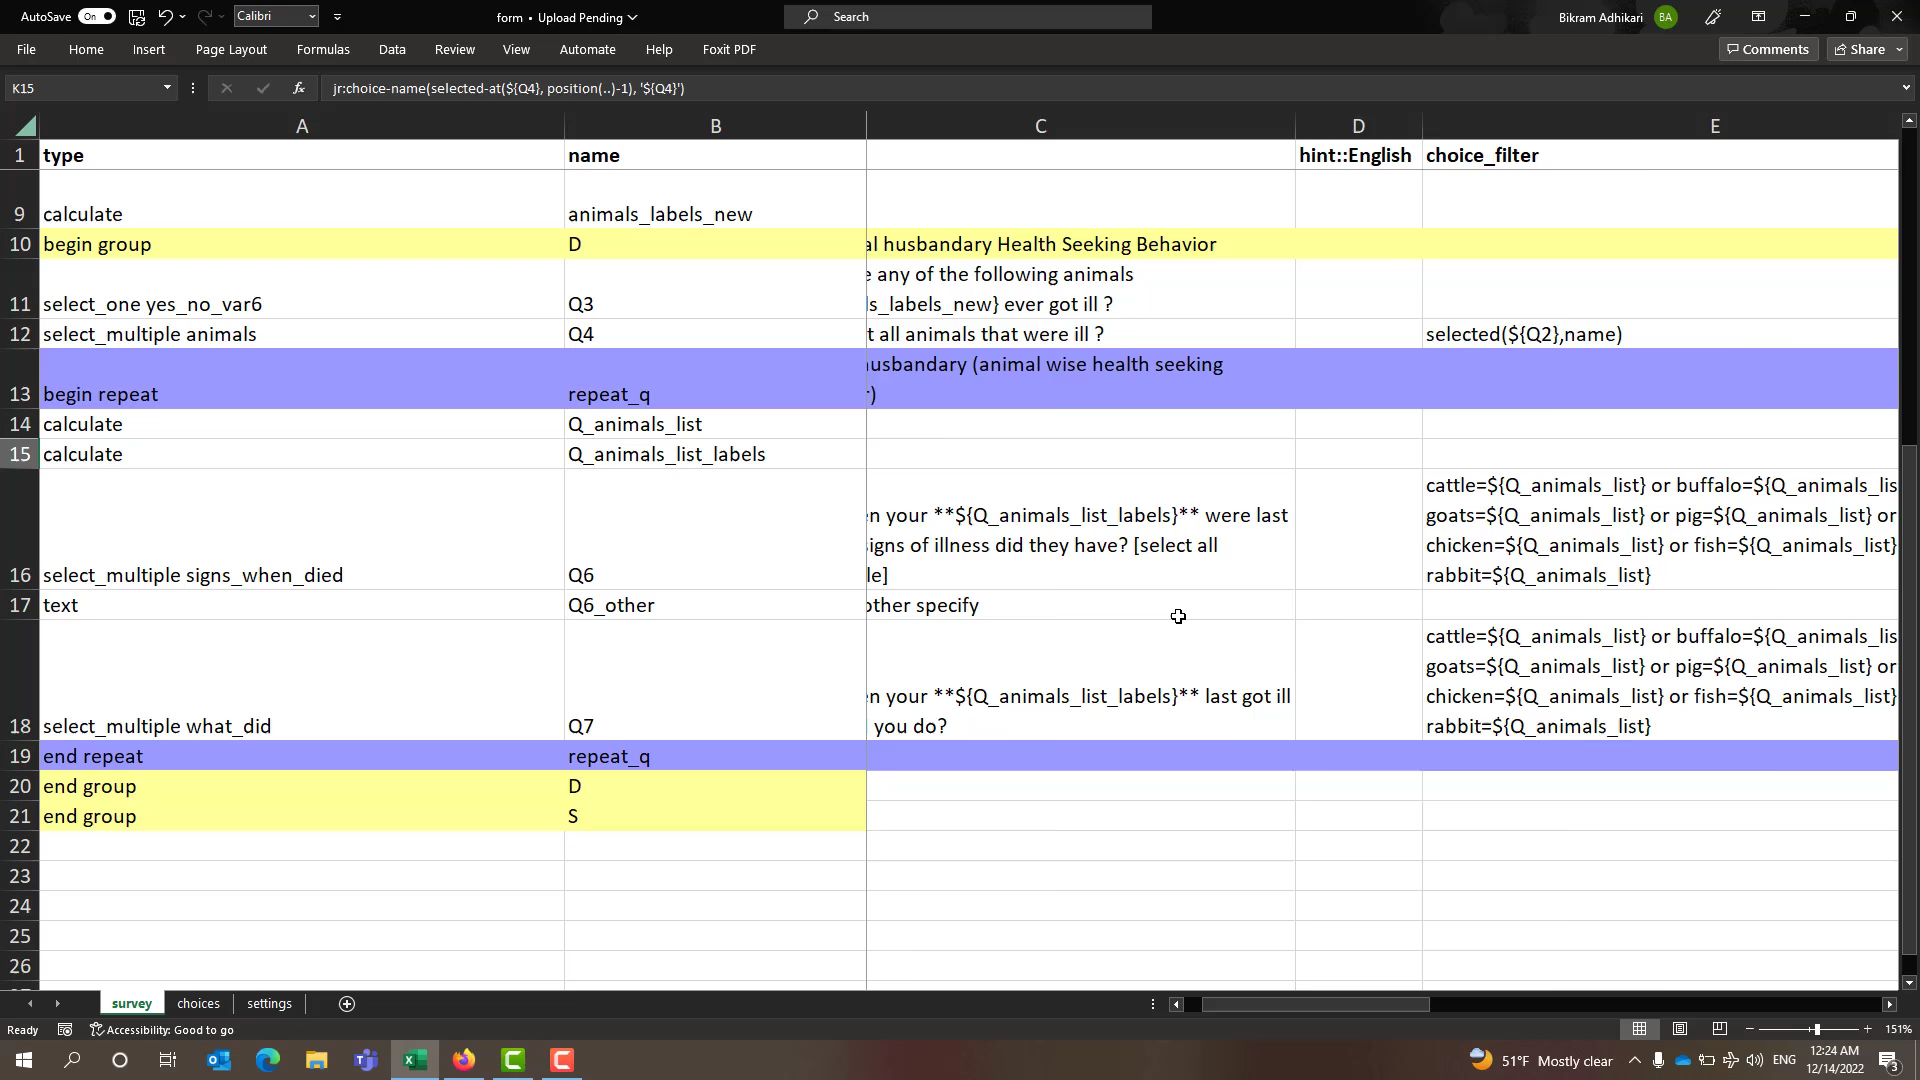 AutoSave On Calibri form • Upload Pending Search Bikram Adhikari BA
File Home Insert Page Layout Formulas Data Review View Automate Help Foxit PDF Comments Share
K15 fx jr:choice-name(selected-at(${Q4}, position(..)-1), '${Q4}')
A B C D E
1 type name hint::English choice_filter
9 calculate animals_labels_new
10 begin group D al husbandary Health Seeking Behavior
e any of the following animals
11 select_one yes_no_var6 Q3 ls_labels_new} ever got ill ?
12 select_multiple animals Q4 t all animals that were ill ? selected(${Q2},name)
usbandary (animal wise health seeking
13 begin repeat repeat_q r)
14 calculate Q_animals_list
15 calculate Q_animals_list_labels
cattle=${Q_animals_list} or buffalo=${Q_animals_lis
n your **${Q_animals_list_labels}** were last goats=${Q_animals_list} or pig=${Q_animals_list} or
igns of illness did they have? [select all chicken=${Q_animals_list} or fish=${Q_animals_list}
16 select_multiple signs_when_died Q6 le] rabbit=${Q_animals_list}
17 text Q6_other other specify
cattle=${Q_animals_list} or buffalo=${Q_animals_lis
goats=${Q_animals_list} or pig=${Q_animals_list} or
n your **${Q_animals_list_labels}** last got ill chicken=${Q_animals_list} or fish=${Q_animals_list}
18 select_multiple what_did Q7 you do? rabbit=${Q_animals_list}
19 end repeat repeat_q
20 end group D
21 end group S
22
23
24
25
26
survey choices settings
Ready Accessibility: Good to go 151%
51°F Mostly clear ENG 12:24 AM
12/14/2022 3